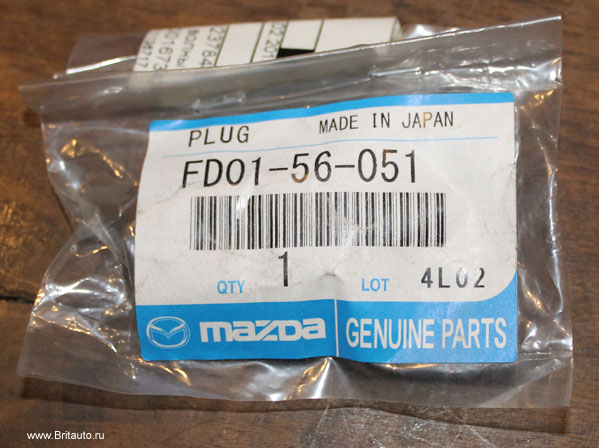 PLUG MADE IN JAPAN
FD01-56-051
QTY 1 LOT 4L02
mazda GENUINE PARTS
www.Britauto.ru